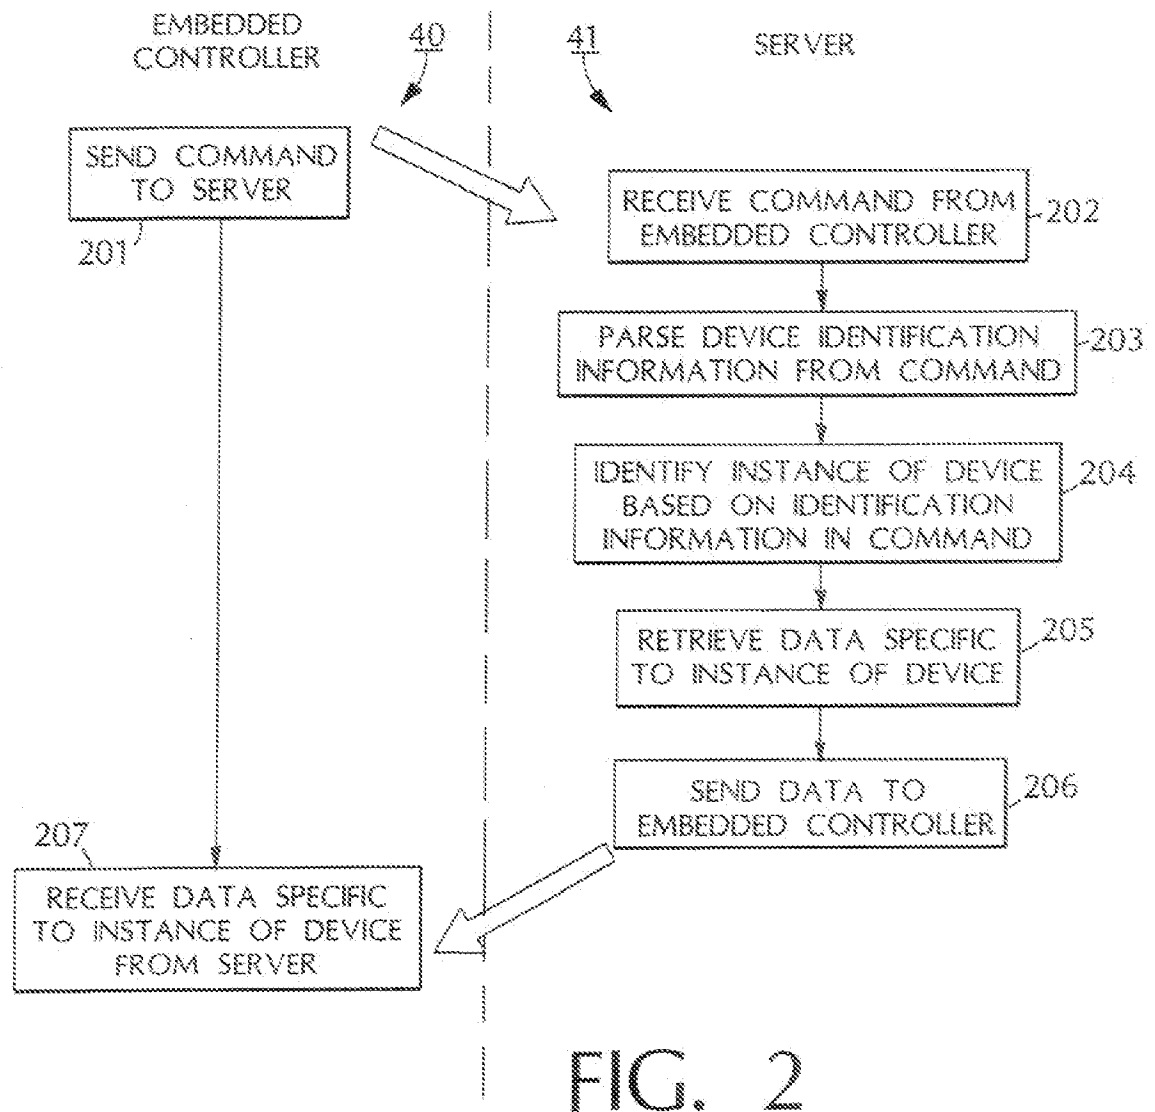 EMBEDDED
CONTROLLER
40
41
SERVER
SEND COMMAND
TO SERVER
201
RECEIVE COMMAND FROM
EMBEDDED CONTROLLER
202
PARSE DEVICE IDENTIFICATION
INFORMATION FROM COMMAND
203
IDENTIFY INSTANCE OF DEVICE
BASED ON IDENTIFICATION
INFORMATION IN COMMAND
204
RETRIEVE DATA SPECIFIC
TO INSTANCE OF DEVICE
205
SEND DATA TO
EMBEDDED CONTROLLER
206
207
RECEIVE DATA SPECIFIC
TO INSTANCE OF DEVICE
FROM SERVER
FIG. 2